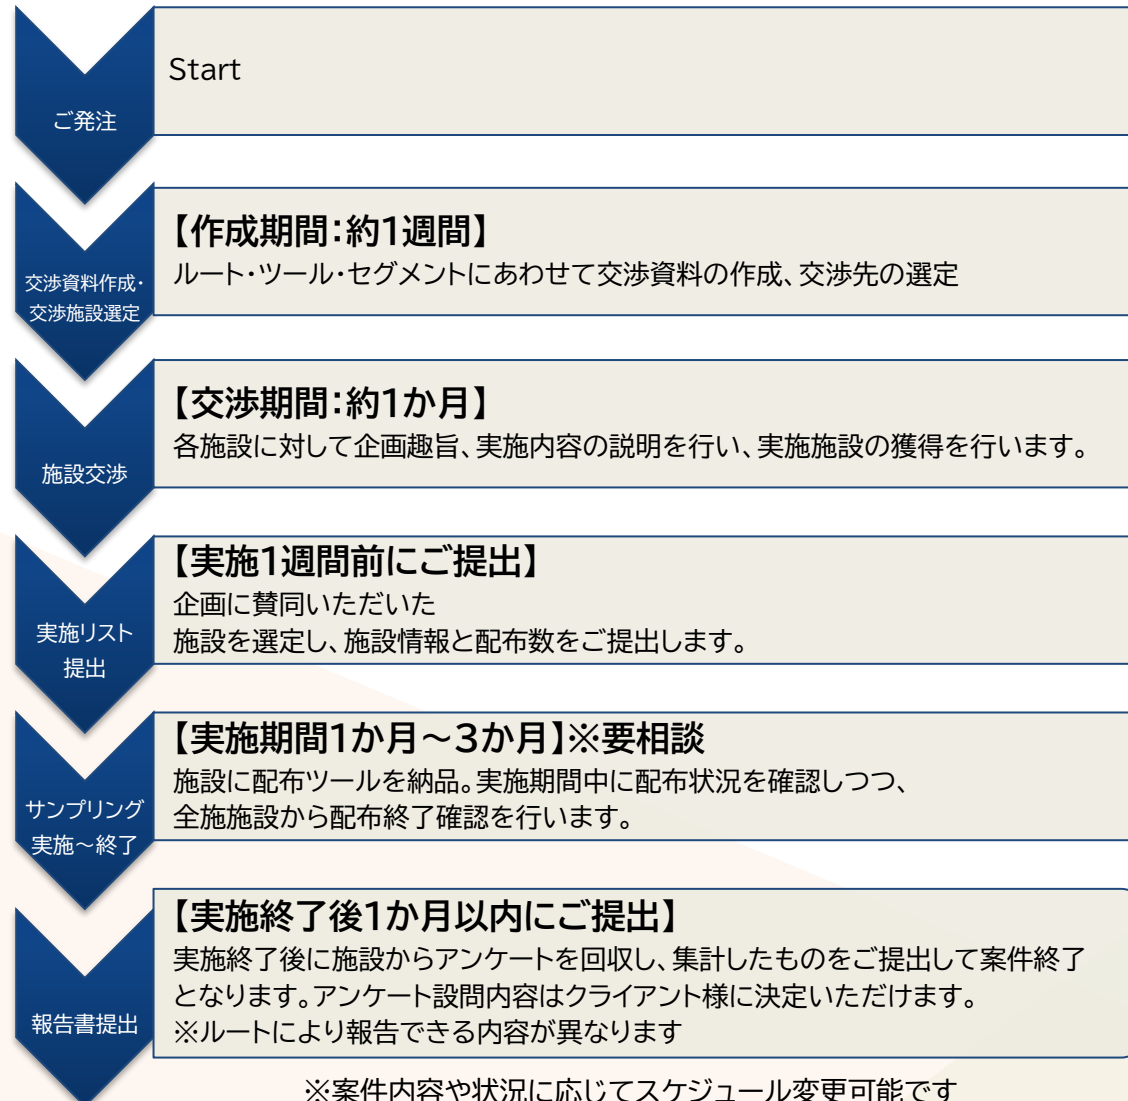 Start
ご発注
【作成期間：約1週間】
ルート・ツール・セグメントにあわせて交渉資料の作成、交渉先の選定
交渉資料作成・
交渉施設選定
【交渉期間：約1か月】
各施設に対して企画趣旨、実施内容の説明を行い、実施施設の獲得を行います。
施設交渉
【実施1週間前にご提出】
企画に賛同いただいた
施設を選定し、施設情報と配布数をご提出します。
実施リスト
提出
【実施期間1か月～3か月】※要相談
施設に配布ツールを納品。実施期間中に配布状況を確認しつつ、
全施施設から配布終了確認を行います。
サンプリング
実施～終了
【実施終了後1か月以内にご提出】
実施終了後に施設からアンケートを回収し、集計したものをご提出して案件終了
となります。アンケート設問内容はクライアント様に決定いただけます。
※ルートにより報告できる内容が異なります
報告書提出
※案件内容や状況に応じてスケジュール変更可能です